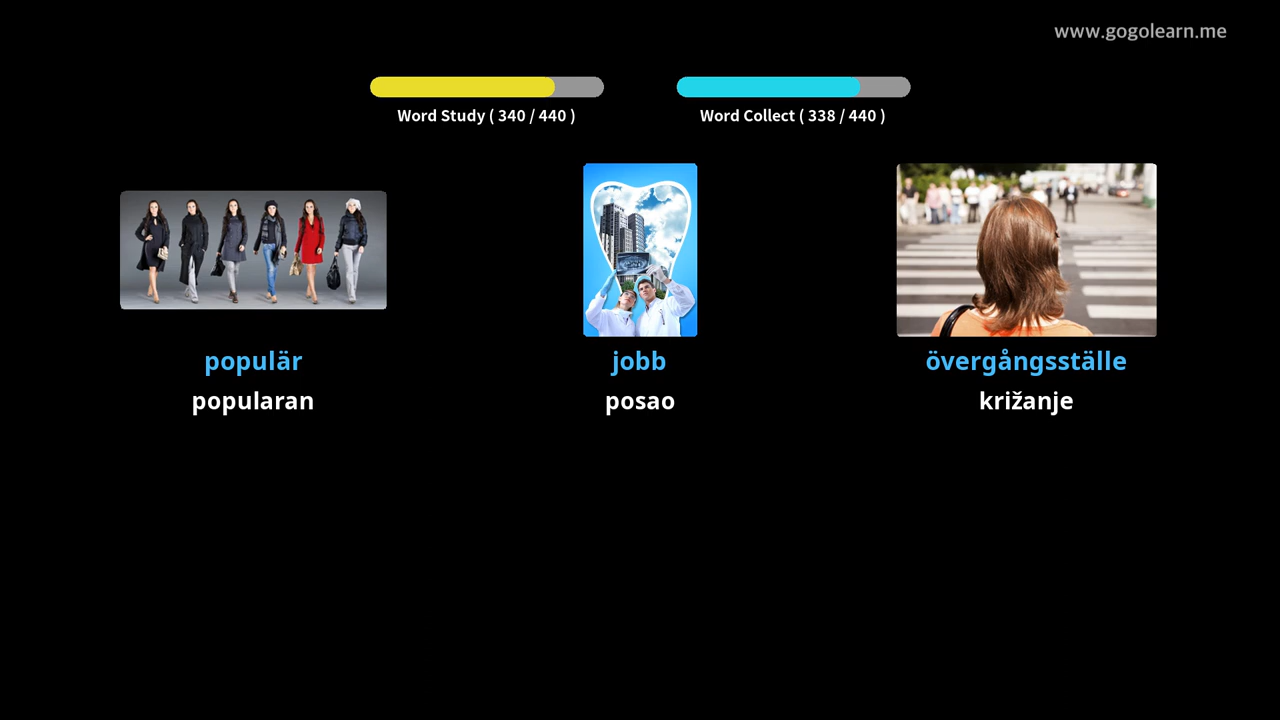 www.gogolearn.me
Word Study ( 340 / 440 )
Word Collect ( 338 / 440 )
populär
jobb
övergångsställe
popularan
posao
križanje